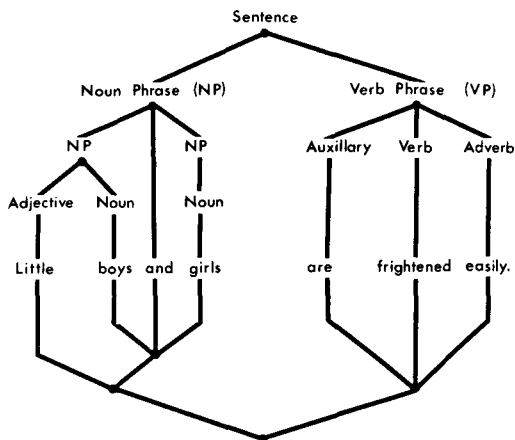 Sentence
Noun Phrase (NP) Verb Phrase (VP)
NP NP Auxillary Verb Adverb
Adjective Noun Noun
Little boys and girls are frightened easily.